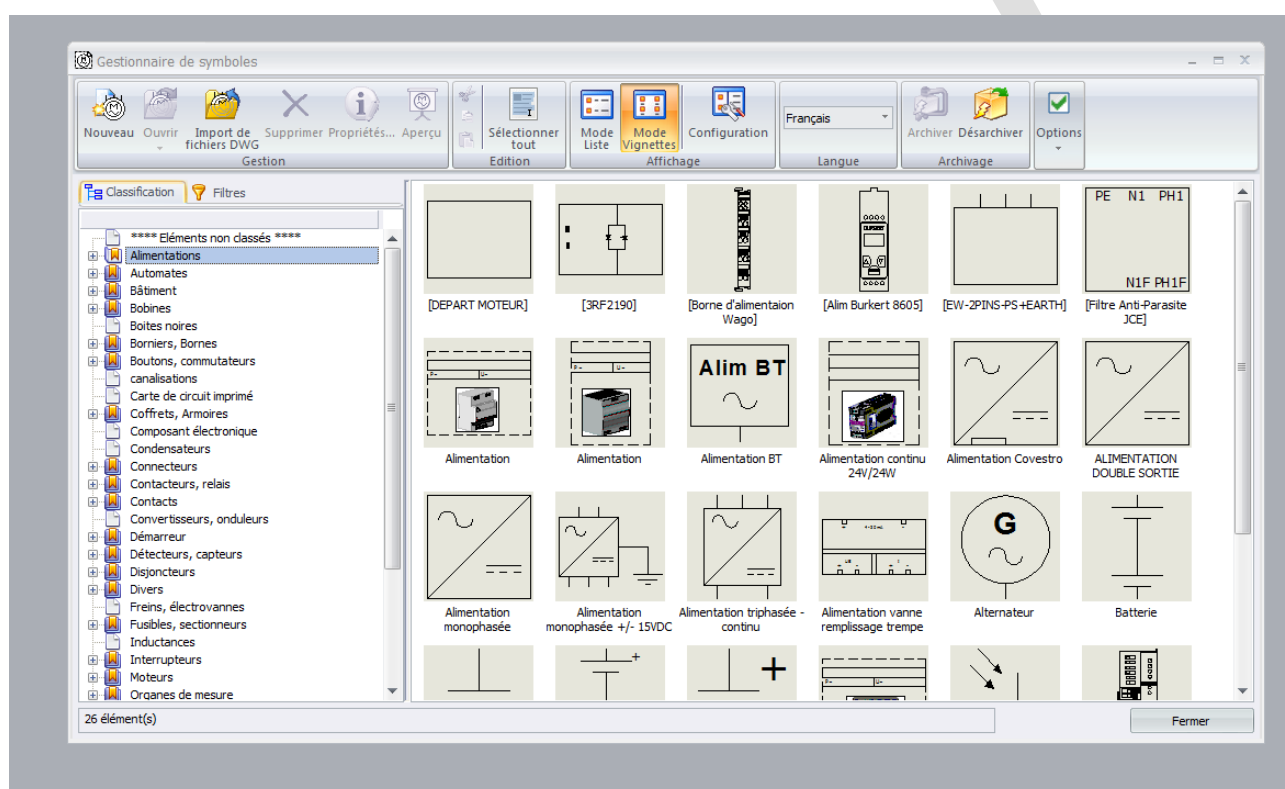 Gestionnaire de symboles
Nouveau Ouvrir Import de fichiers DWG Supprimer Propriétés... Aperçu
Gestion
Sélectionner tout
Edition
Mode Liste Mode Vignettes Configuration
Affichage
Français
Langue
Archiver Désarchiver
Archivage
Options
Classification Filtres
**** Eléments non classés ****
Alimentations
Automates
Bâtiment
Bobines
Boites noires
Borniers, Bornes
Boutons, commutateurs
canalisations
Carte de circuit imprimé
Coffrets, Armoires
Composant électronique
Condensateurs
Connecteurs
Contacteurs, relais
Contacts
Convertisseurs, onduleurs
Démarreur
Détecteurs, capteurs
Disjoncteurs
Divers
Freins, électrovannes
Fusibles, sectionneurs
Inductances
Interrupteurs
Moteurs
Organes de mesure
PE N1 PH1
N1F PH1F
[DEPART MOTEUR]
[3RF2190]
[Borne d'alimentaion
Wago]
[Alim Burkert 8605]
[EW-2PINS-PS+EARTH]
[Filtre Anti-Parasite
JCE]
Alim BT
Alimentation
Alimentation
Alimentation BT
Alimentation continu
24V/24W
Alimentation Covestro
ALIMENTATION
DOUBLE SORTIE
G
Alimentation
monophasée
Alimentation
monophasée +/- 15VDC
Alimentation triphasée -
continu
Alimentation vanne
remplissage trempe
Alternateur
Batterie
26 élément(s)
Fermer